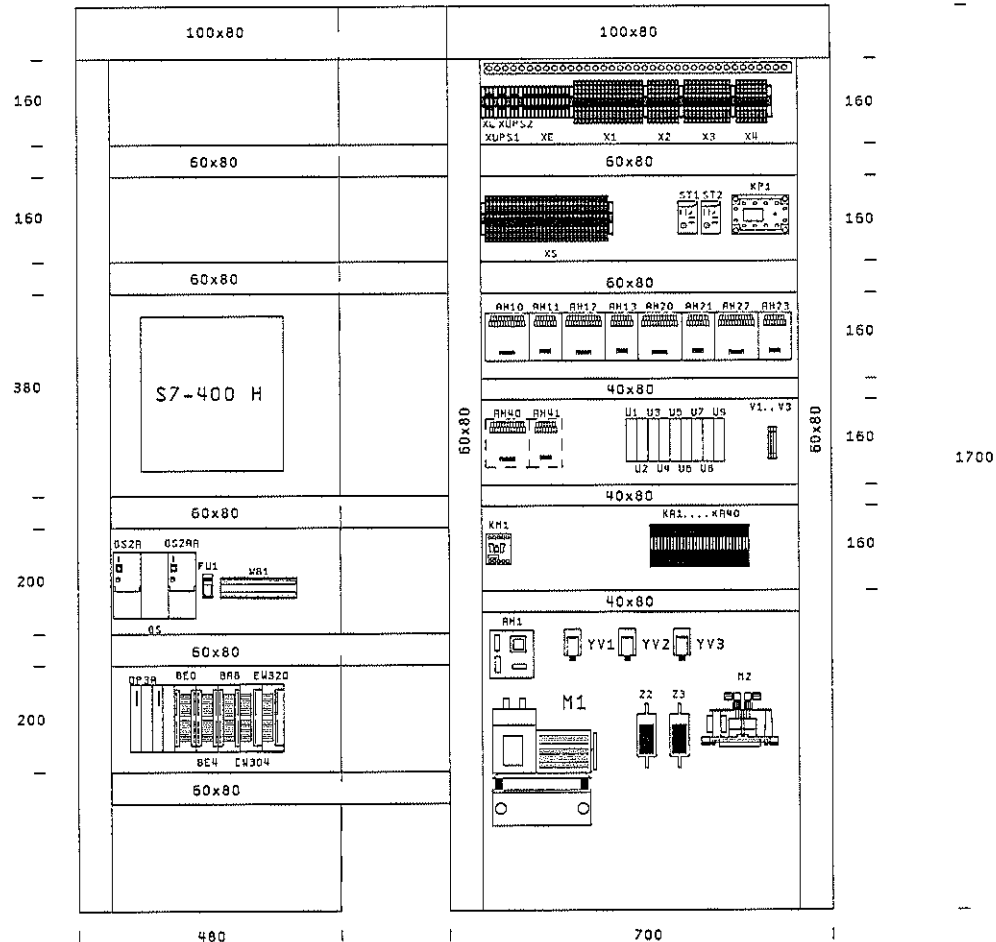 100x80
100x80
160
160
XE XUPS2
XUPS1 XE X1 X2 X3 X4
60x80
60x80
160
ST1 ST2 KP1
160
XS
60x80
60x80
AH10 AH11 AH12 AH13 AH20 AH21 AH22 AH23
160
380
S7-400 H
40x80
AH40 AH41
U1 U3 U5 U7 U9
V1..V3
60x80
60x80
160
U2 U4 U6 U8
1700
60x80
40x80
KM1
KA1....KA40
160
GS2A GS2AA
FU1 WA1
200
GS
40x80
60x80
AH1
YV1 YV2 YV3
DP3A BE0 BA8 EW320
M1 Z2 Z3 M2
200
BE4 EW304
60x80
480
700